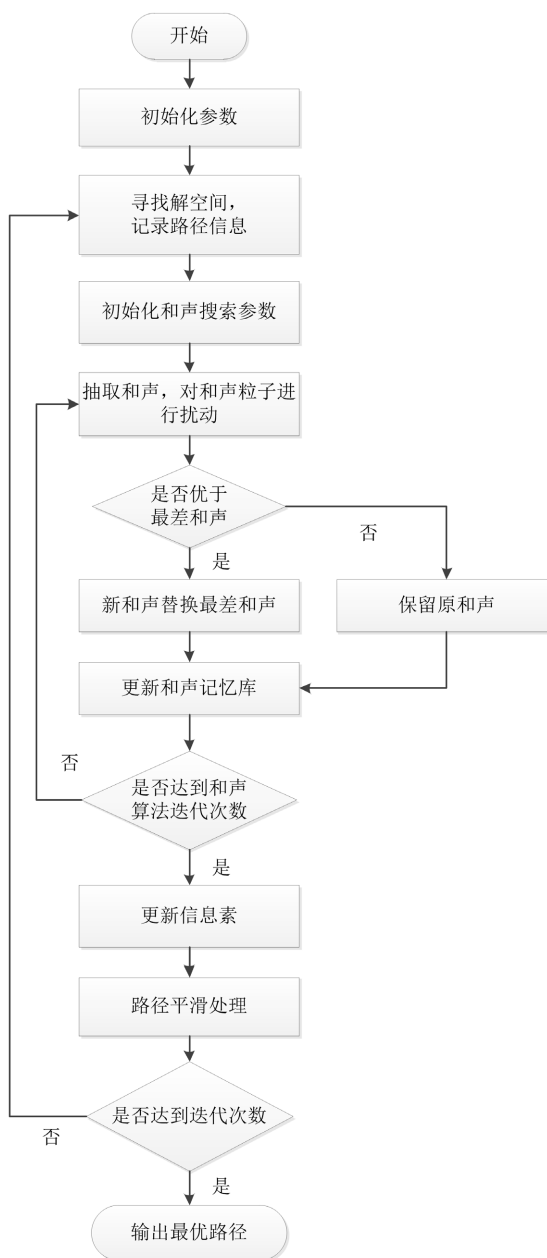 开始
初始化参数
寻找解空间，
记录路径信息
初始化和声搜索参数
抽取和声，对和声粒子进
行扰动
是否优于
最差和声
否
是
新和声替换最差和声
保留原和声
更新和声记忆库
否
是否达到和声
算法迭代次数
是
更新信息素
路径平滑处理
是否达到迭代次数
否
是
输出最优路径